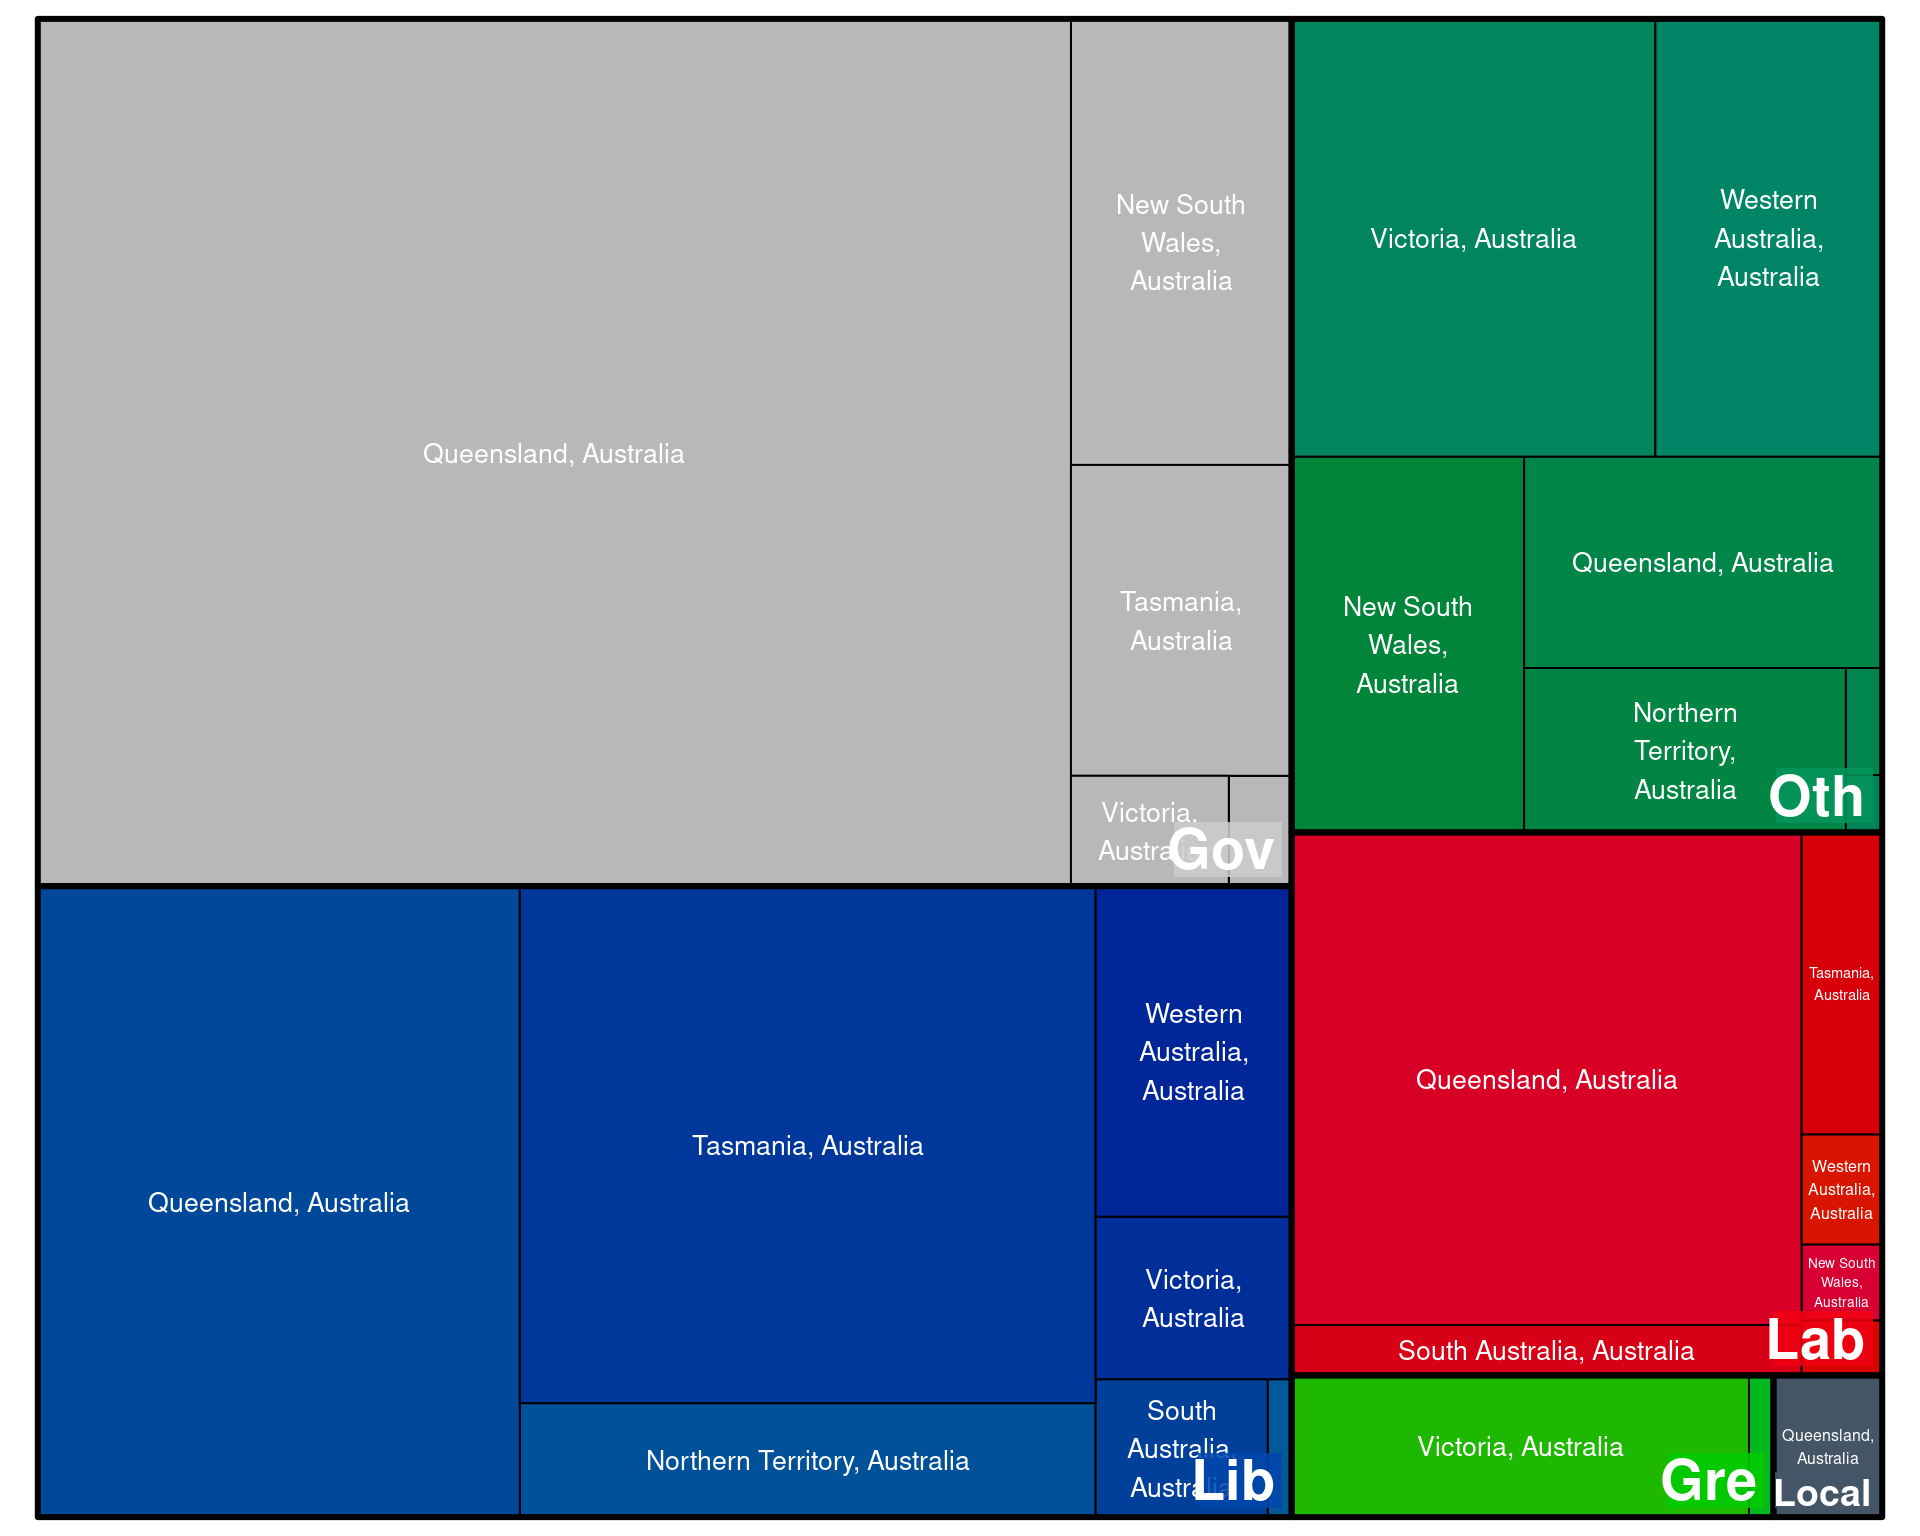 Queensland, Australia
New South
Wales,
Australia
Tasmania,
Australia
Victoria,
Australia
Gov
Victoria, Australia
Western
Australia,
Australia
New South
Wales,
Australia
Queensland, Australia
Northern
Territory,
Australia
Oth
Queensland, Australia
Tasmania, Australia
Northern Territory, Australia
Western
Australia,
Australia
Victoria,
Australia
South
Australia,
Australia
Lib
Queensland, Australia
South Australia, Australia
Tasmania,
Australia
Western
Australia,
Australia
New South
Wales,
Australia
Lab
Victoria, Australia
Gre
Queensland,
Australia
Local